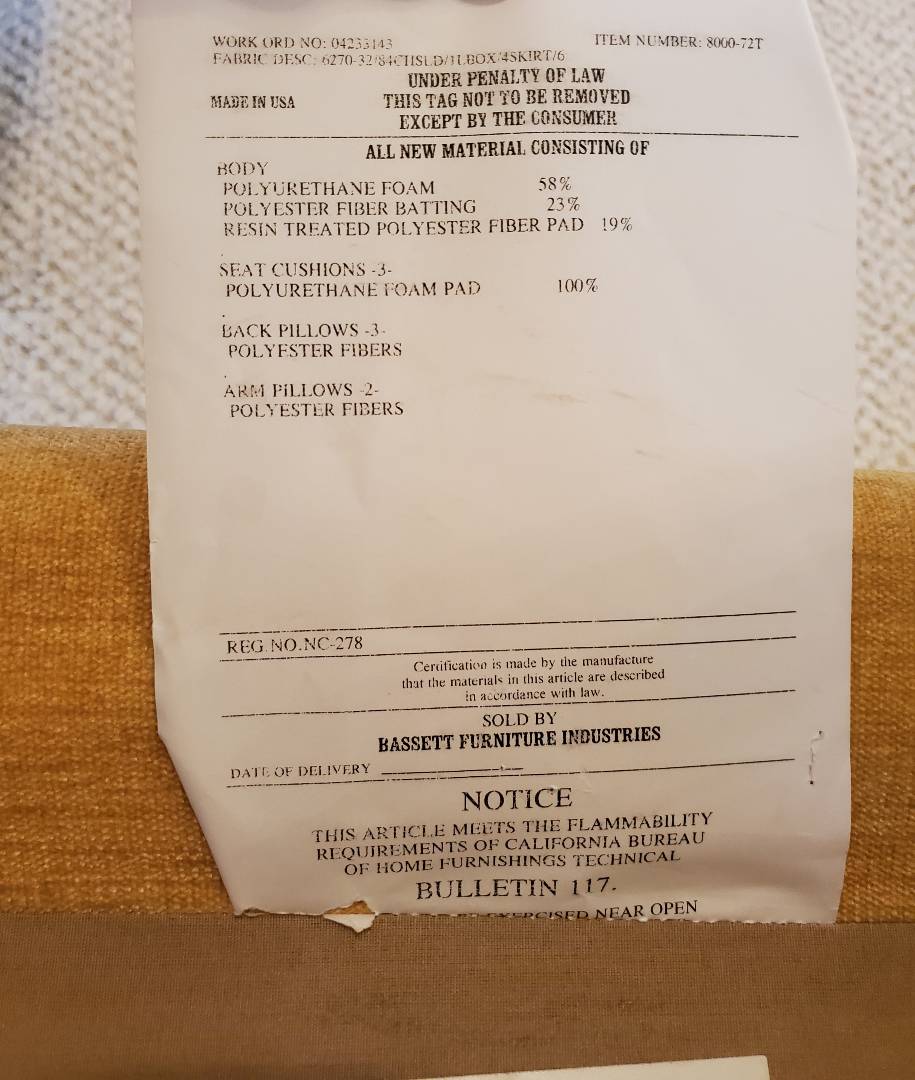 WORK ORD NO: 04233143 ITEM NUMBER: 8000-72T
FABRIC DESC: 6270-32/84CHSLD/1LBOX/4SKIRT/6
UNDER PENALTY OF LAW
MADE IN USA THIS TAG NOT TO BE REMOVED
EXCEPT BY THE CONSUMER
ALL NEW MATERIAL CONSISTING OF
BODY
POLYURETHANE FOAM 58%
POLYESTER FIBER BATTING 23%
RESIN TREATED POLYESTER FIBER PAD 19%
.
SEAT CUSHIONS -3-
POLYURETHANE FOAM PAD 100%
.
BACK PILLOWS -3-
POLYESTER FIBERS
.
ARM PILLOWS -2-
POLYESTER FIBERS
REG.NO.NC-278
Certification is made by the manufacture
that the materials in this article are described
in accordance with law.
SOLD BY
BASSETT FURNITURE INDUSTRIES
DATE OF DELIVERY
NOTICE
THIS ARTICLE MEETS THE FLAMMABILITY
REQUIREMENTS OF CALIFORNIA BUREAU
OF HOME FURNISHINGS TECHNICAL
BULLETIN 117.
EXERCISED NEAR OPEN